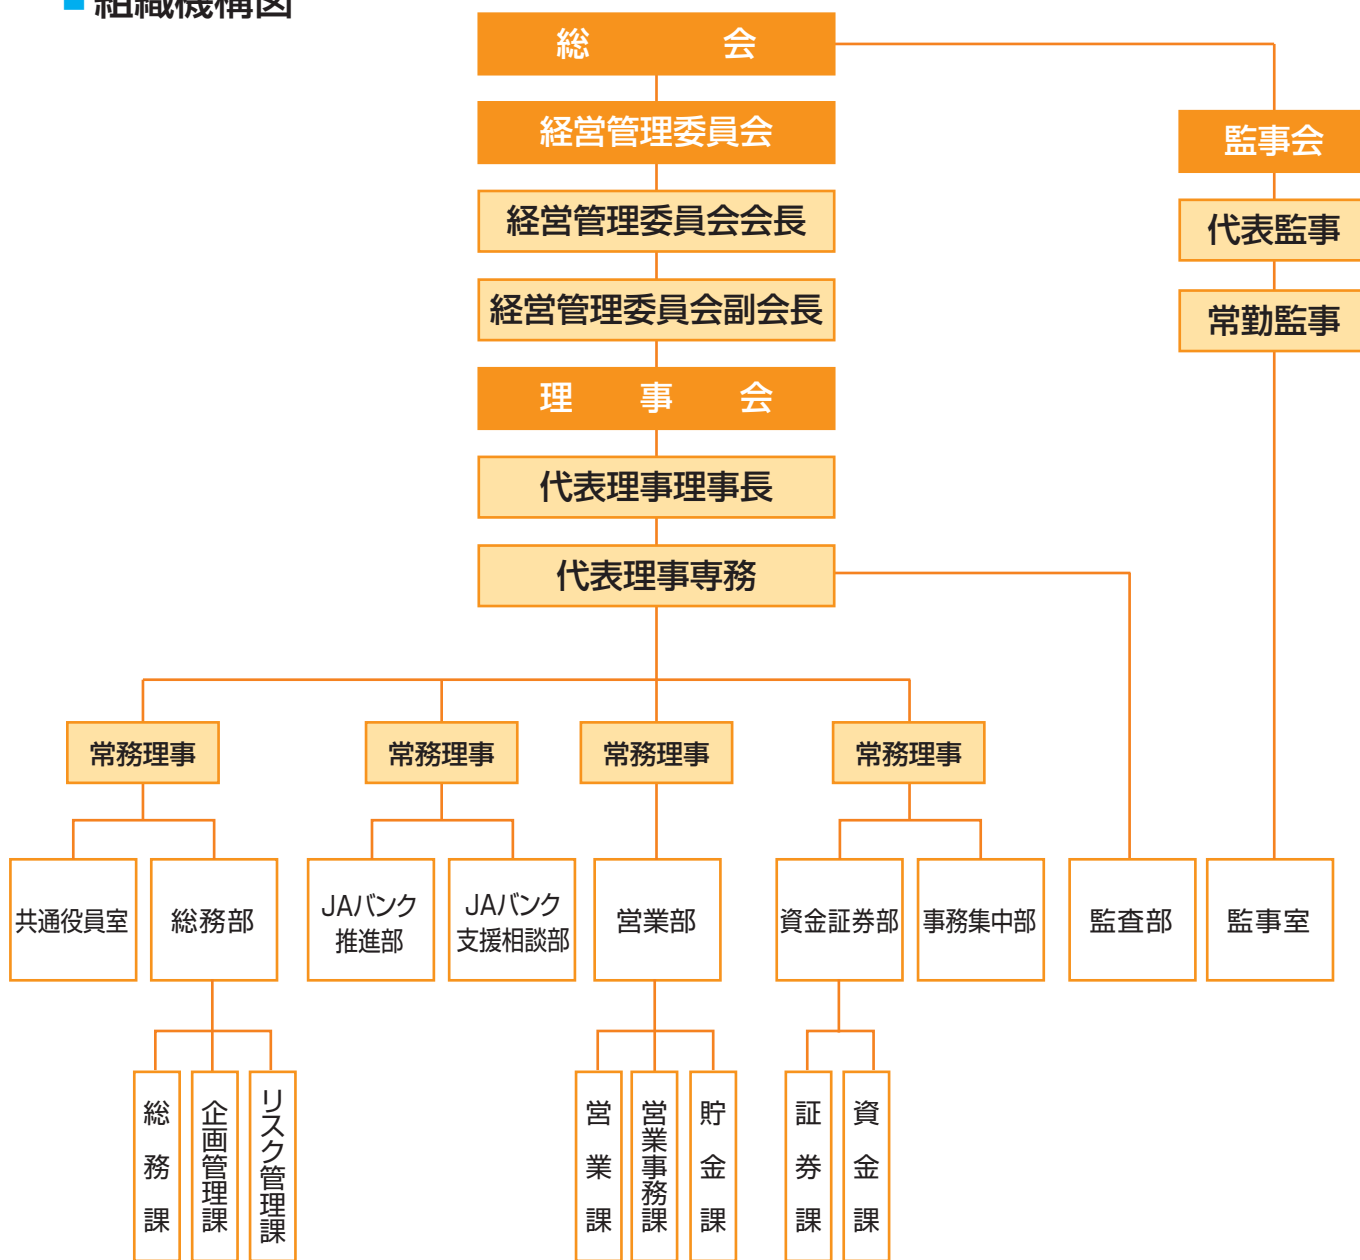 組織機構図
総会
経営管理委員会
監事会
経営管理委員会会長
代表監事
経営管理委員会副会長
常勤監事
理事会
代表理事理事長
代表理事専務
常務理事
常務理事
常務理事
常務理事
共通役員室
総務部
JAバンク
推進部
JAバンク
支援相談部
営業部
資金証券部
事務集中部
監査部
監事室
総務課
企画管理課
リスク管理課
営業課
営業事務課
貯金課
証券課
資金課